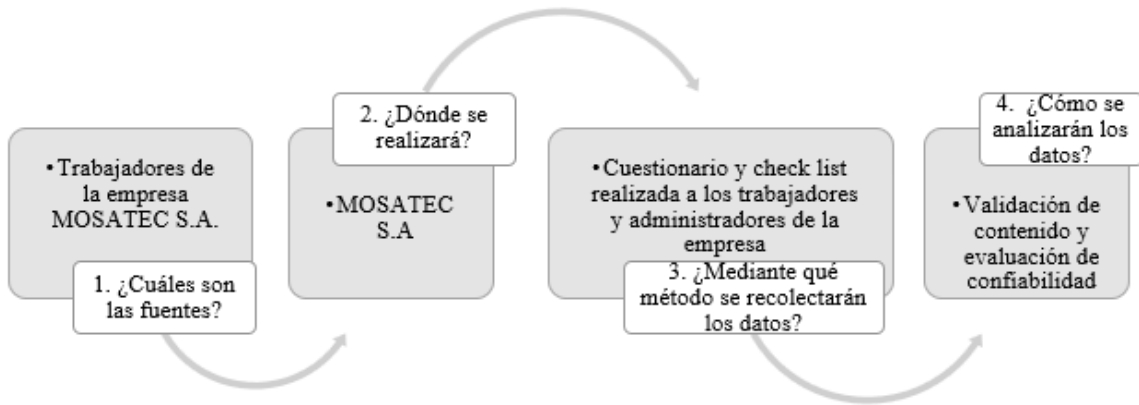 •Trabajadores de
la empresa
MOSATEC S.A.
1. ¿Cuáles son
las fuentes?
2. ¿Dónde se
realizará?
•MOSATEC
S.A
•Cuestionario y check list
realizada a los trabajadores
y administradores de la
empresa
3. ¿Mediante qué
método se recolectarán
los datos?
4. ¿Cómo se
analizarán los
datos?
•Validación de
contenido y
evaluación de
confiabilidad